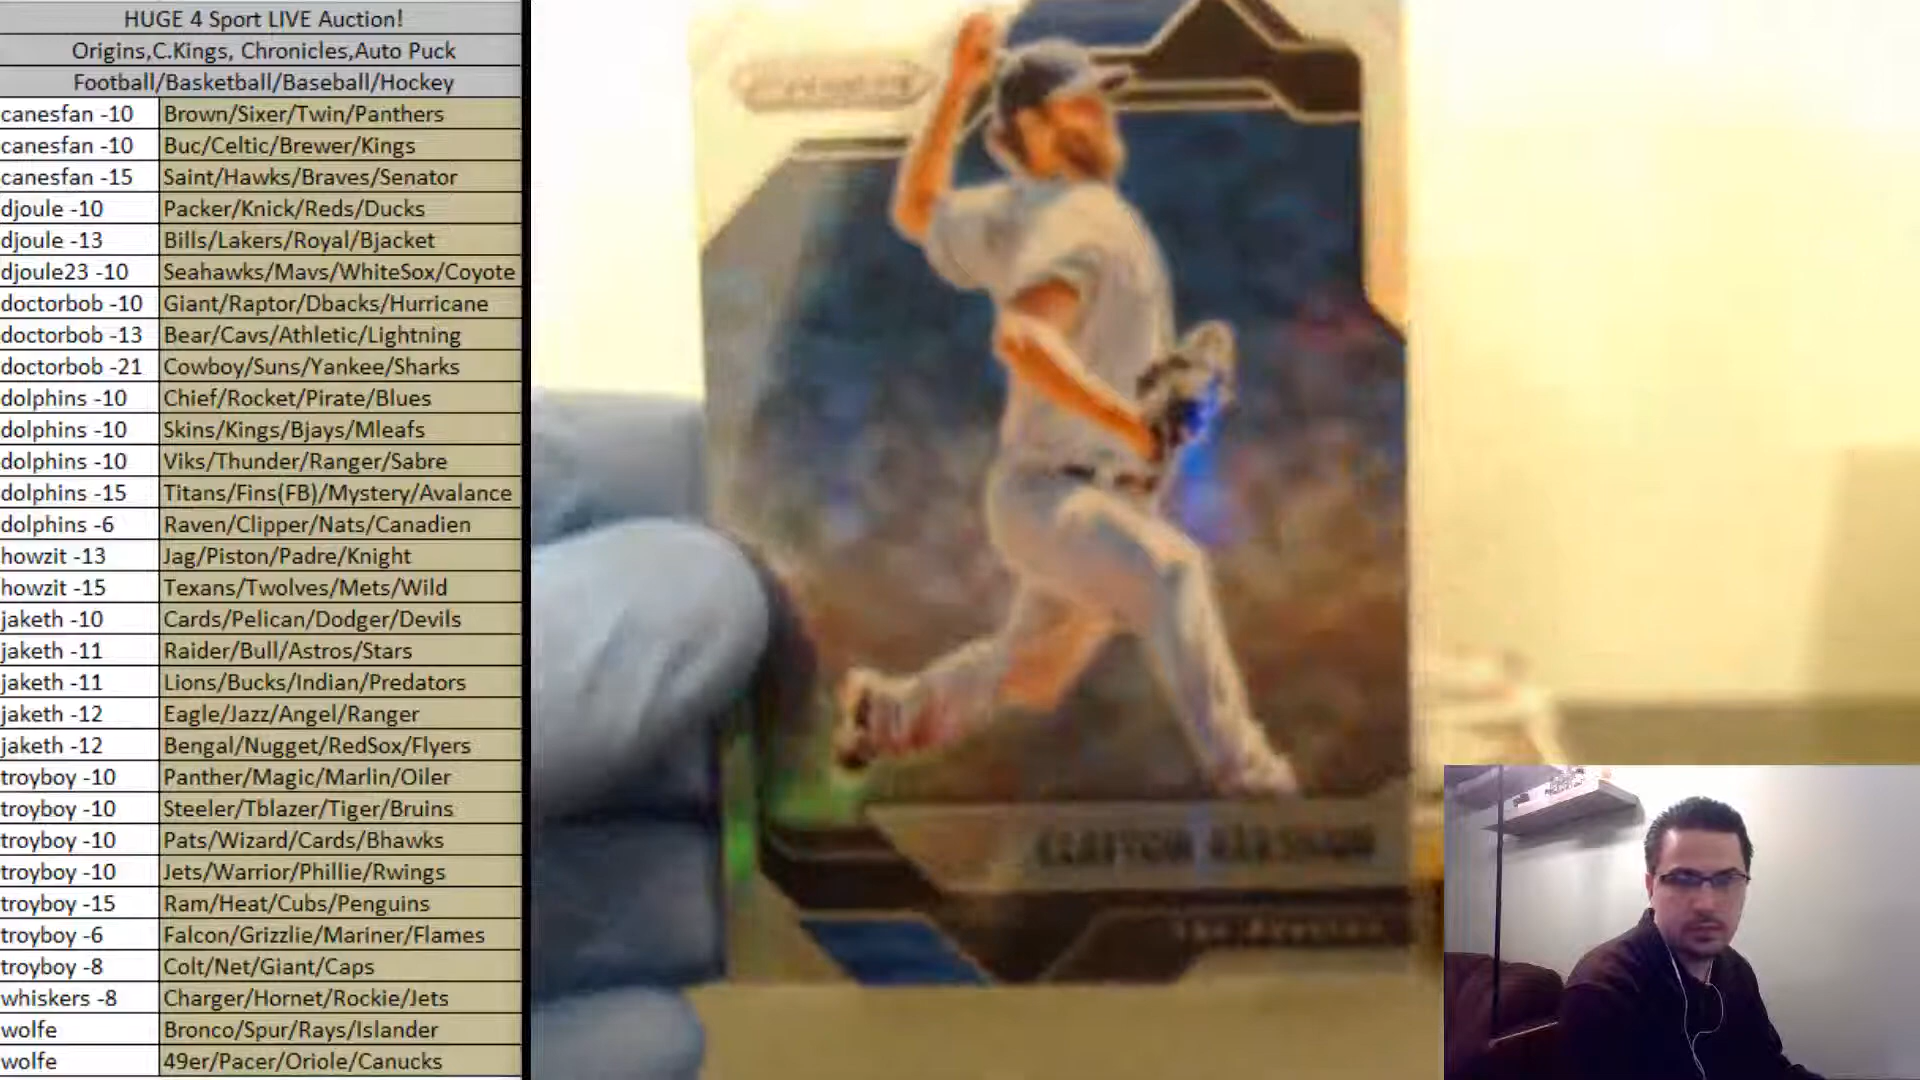 HUGE 4 Sport LIVE Auction!
Origins,C.Kings, Chronicles,Auto Puck
Football/Basketball/Baseball/Hockey
canesfan -10 Brown/Sixer/Twin/Panthers
canesfan -10 Buc/Celtic/Brewer/Kings
canesfan -15 Saint/Hawks/Braves/Senator
djoule -10 Packer/Knick/Reds/Ducks
djoule -13 Bills/Lakers/Royal/Bjacket
djoule23 -10 Seahawks/Mavs/WhiteSox/Coyote
doctorbob -10 Giant/Raptor/Dbacks/Hurricane
doctorbob -13 Bear/Cavs/Athletic/Lightning
doctorbob -21 Cowboy/Suns/Yankee/Sharks
dolphins -10 Chief/Rocket/Pirate/Blues
dolphins -10 Skins/Kings/Bjays/Mleafs
dolphins -10 Viks/Thunder/Ranger/Sabre
dolphins -15 Titans/Fins(FB)/Mystery/Avalance
dolphins -6 Raven/Clipper/Nats/Canadien
howzit -13 Jag/Piston/Padre/Knight
howzit -15 Texans/Twolves/Mets/Wild
jaketh -10 Cards/Pelican/Dodger/Devils
jaketh -11 Raider/Bull/Astros/Stars
jaketh -11 Lions/Bucks/Indian/Predators
jaketh -12 Eagle/Jazz/Angel/Ranger
jaketh -12 Bengal/Nugget/RedSox/Flyers
troyboy -10 Panther/Magic/Marlin/Oiler
troyboy -10 Steeler/Tblazer/Tiger/Bruins
troyboy -10 Pats/Wizard/Cards/Bhawks
troyboy -10 Jets/Warrior/Phillie/Rwings
troyboy -15 Ram/Heat/Cubs/Penguins
troyboy -6 Falcon/Grizzlie/Mariner/Flames
troyboy -8 Colt/Net/Giant/Caps
whiskers -8 Charger/Hornet/Rockie/Jets
wolfe Bronco/Spur/Rays/Islander
wolfe 49er/Pacer/Oriole/Canucks
CLAYTON KERSHAW